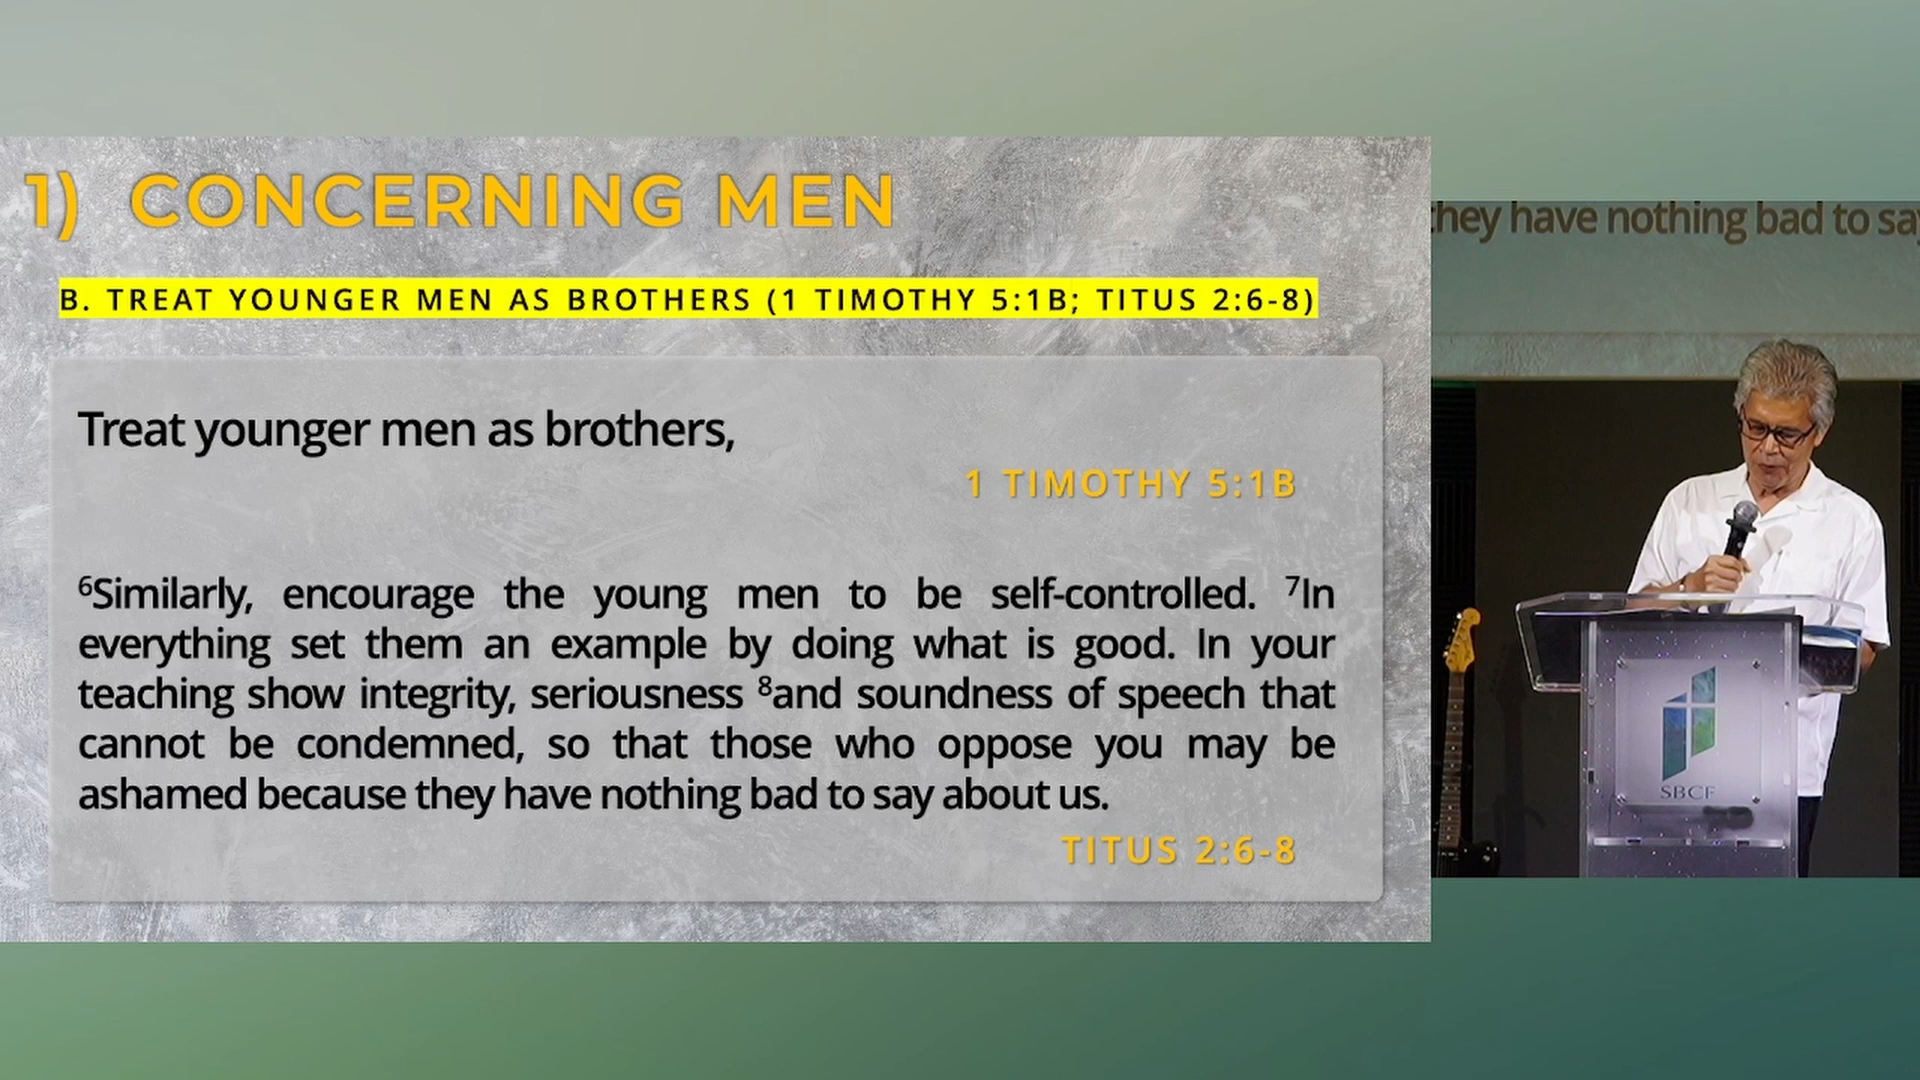 1) CONCERNING MEN
B. TREAT YOUNGER MEN AS BROTHERS (1 TIMOTHY 5:1B; TITUS 2:6-8)
Treat younger men as brothers,
1 TIMOTHY 5:1B
⁶Similarly, encourage the young men to be self-controlled. ⁷In
everything set them an example by doing what is good. In your
teaching show integrity, seriousness ⁸and soundness of speech that
cannot be condemned, so that those who oppose you may be
ashamed because they have nothing bad to say about us.
TITUS 2:6-8
they have nothing bad to say
SBCF